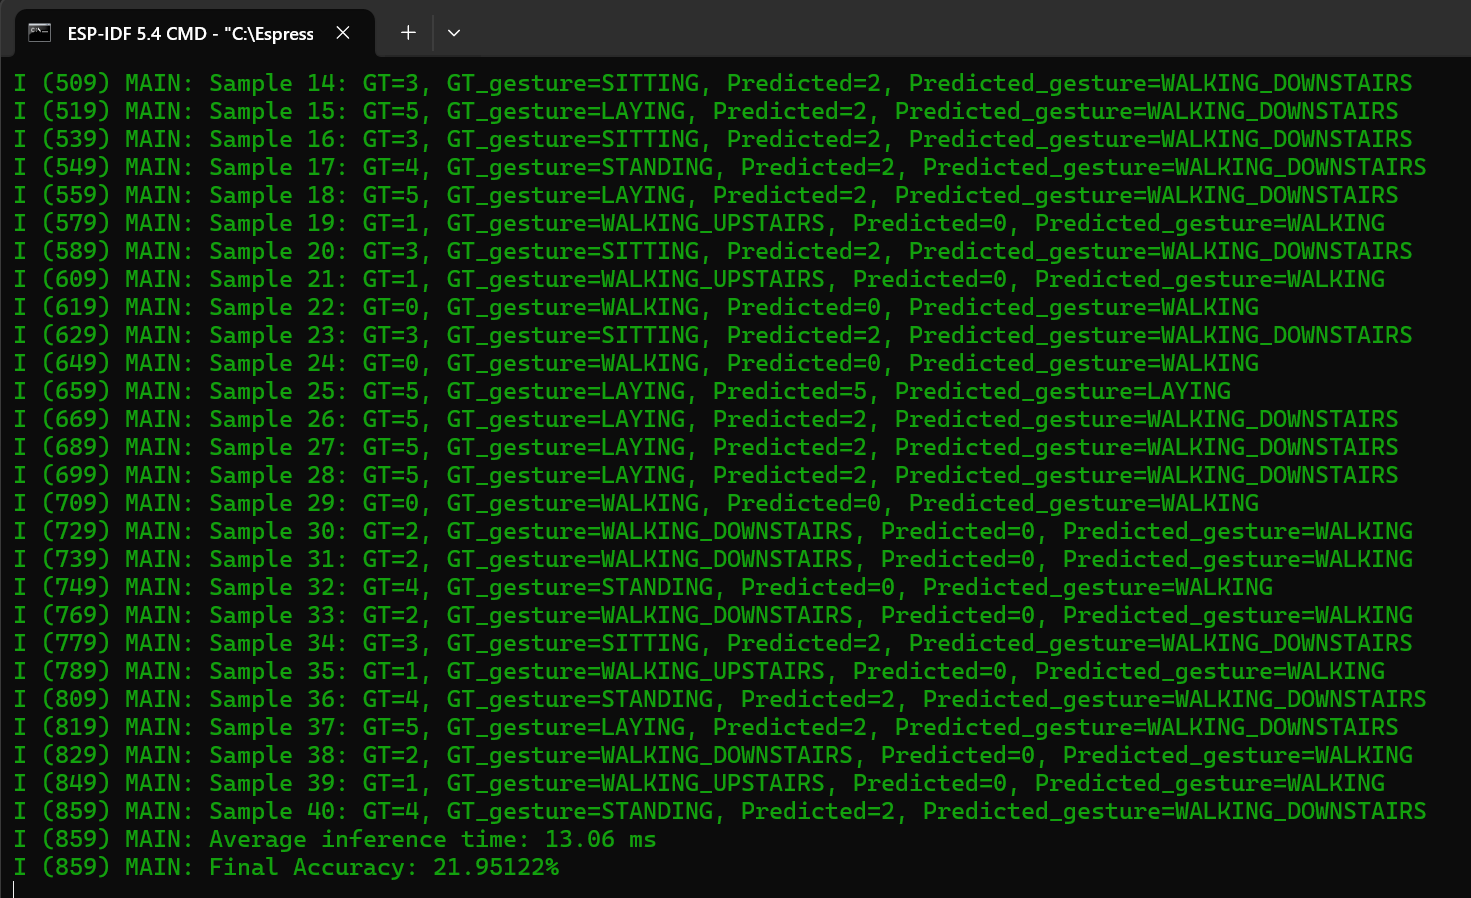 ESP-IDF 5.4 CMD - "C:\Espress
I (509) MAIN: Sample 14: GT=3, GT_gesture=SITTING, Predicted=2, Predicted_gesture=WALKING_DOWNSTAIRS
I (519) MAIN: Sample 15: GT=5, GT_gesture=LAYING, Predicted=2, Predicted_gesture=WALKING_DOWNSTAIRS
I (539) MAIN: Sample 16: GT=3, GT_gesture=SITTING, Predicted=2, Predicted_gesture=WALKING_DOWNSTAIRS
I (549) MAIN: Sample 17: GT=4, GT_gesture=STANDING, Predicted=2, Predicted_gesture=WALKING_DOWNSTAIRS
I (559) MAIN: Sample 18: GT=5, GT_gesture=LAYING, Predicted=2, Predicted_gesture=WALKING_DOWNSTAIRS
I (579) MAIN: Sample 19: GT=1, GT_gesture=WALKING_UPSTAIRS, Predicted=0, Predicted_gesture=WALKING
I (589) MAIN: Sample 20: GT=3, GT_gesture=SITTING, Predicted=2, Predicted_gesture=WALKING_DOWNSTAIRS
I (609) MAIN: Sample 21: GT=1, GT_gesture=WALKING_UPSTAIRS, Predicted=0, Predicted_gesture=WALKING
I (619) MAIN: Sample 22: GT=0, GT_gesture=WALKING, Predicted=0, Predicted_gesture=WALKING
I (629) MAIN: Sample 23: GT=3, GT_gesture=SITTING, Predicted=2, Predicted_gesture=WALKING_DOWNSTAIRS
I (649) MAIN: Sample 24: GT=0, GT_gesture=WALKING, Predicted=0, Predicted_gesture=WALKING
I (659) MAIN: Sample 25: GT=5, GT_gesture=LAYING, Predicted=5, Predicted_gesture=LAYING
I (669) MAIN: Sample 26: GT=5, GT_gesture=LAYING, Predicted=2, Predicted_gesture=WALKING_DOWNSTAIRS
I (689) MAIN: Sample 27: GT=5, GT_gesture=LAYING, Predicted=2, Predicted_gesture=WALKING_DOWNSTAIRS
I (699) MAIN: Sample 28: GT=5, GT_gesture=LAYING, Predicted=2, Predicted_gesture=WALKING_DOWNSTAIRS
I (709) MAIN: Sample 29: GT=0, GT_gesture=WALKING, Predicted=0, Predicted_gesture=WALKING
I (729) MAIN: Sample 30: GT=2, GT_gesture=WALKING_DOWNSTAIRS, Predicted=0, Predicted_gesture=WALKING
I (739) MAIN: Sample 31: GT=2, GT_gesture=WALKING_DOWNSTAIRS, Predicted=0, Predicted_gesture=WALKING
I (749) MAIN: Sample 32: GT=4, GT_gesture=STANDING, Predicted=0, Predicted_gesture=WALKING
I (769) MAIN: Sample 33: GT=2, GT_gesture=WALKING_DOWNSTAIRS, Predicted=0, Predicted_gesture=WALKING
I (779) MAIN: Sample 34: GT=3, GT_gesture=SITTING, Predicted=2, Predicted_gesture=WALKING_DOWNSTAIRS
I (789) MAIN: Sample 35: GT=1, GT_gesture=WALKING_UPSTAIRS, Predicted=0, Predicted_gesture=WALKING
I (809) MAIN: Sample 36: GT=4, GT_gesture=STANDING, Predicted=2, Predicted_gesture=WALKING_DOWNSTAIRS
I (819) MAIN: Sample 37: GT=5, GT_gesture=LAYING, Predicted=2, Predicted_gesture=WALKING_DOWNSTAIRS
I (829) MAIN: Sample 38: GT=2, GT_gesture=WALKING_DOWNSTAIRS, Predicted=0, Predicted_gesture=WALKING
I (849) MAIN: Sample 39: GT=1, GT_gesture=WALKING_UPSTAIRS, Predicted=0, Predicted_gesture=WALKING
I (859) MAIN: Sample 40: GT=4, GT_gesture=STANDING, Predicted=2, Predicted_gesture=WALKING_DOWNSTAIRS
I (859) MAIN: Average inference time: 13.06 ms
I (859) MAIN: Final Accuracy: 21.95122%